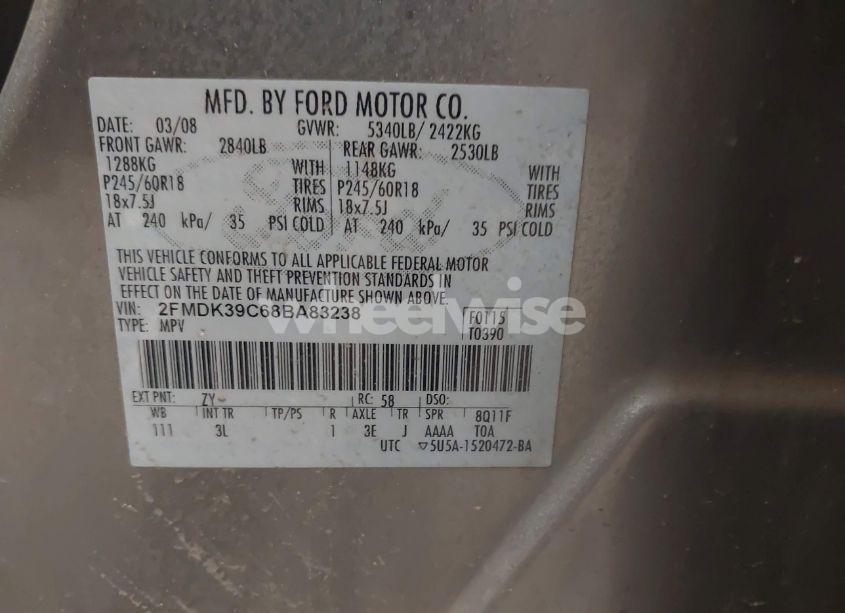 MFD. BY FORD MOTOR CO.
DATE: 03/08 GVWR: 5340LB/ 2422KG
FRONT GAWR: 2840LB REAR GAWR: 2530LB
1288KG WITH 1148KG WITH
P245/60R18 TIRES P245/60R18 TIRES
18x7.5J RIMS 18x7.5J RIMS
AT 240 kPa/ 35 PSI COLD AT 240 kPa/ 35 PSI COLD
THIS VEHICLE CONFORMS TO ALL APPLICABLE FEDERAL MOTOR
VEHICLE SAFETY AND THEFT PREVENTION STANDARDS IN
EFFECT ON THE DATE OF MANUFACTURE SHOWN ABOVE.
VIN: 2FMDK39C68BA83238 F0T15
TYPE: MPV T0390
wheelwise
EXT PNT: ZY RC: 58 DSO:
WB INT TR TP/PS R AXLE TR SPR 8Q11F
111 3L 1 3E J AAAA T0A
UTC ▽5U5A-1520472-BA